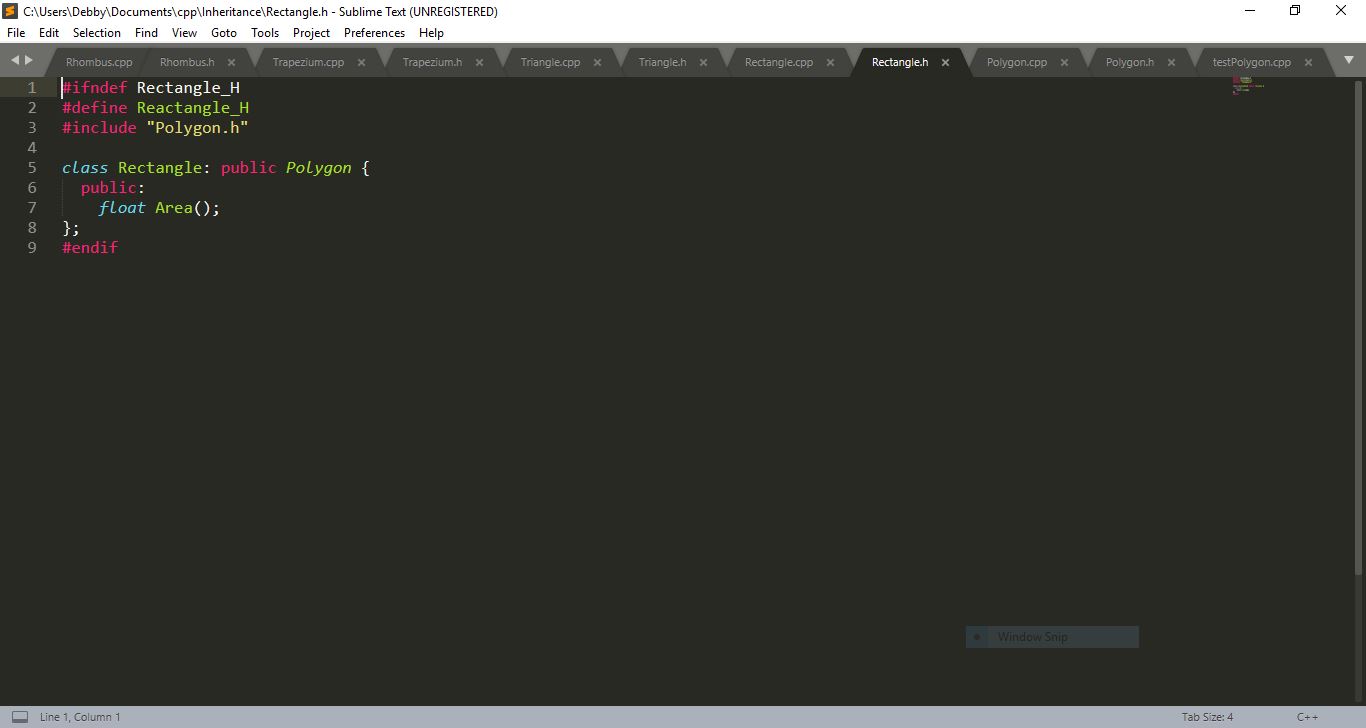 C:\Users\Debby\Documents\cpp\Inheritance\Rectangle.h - Sublime Text (UNREGISTERED)
File Edit Selection Find View Goto Tools Project Preferences Help
Rhombus.cpp Rhombus.h Trapezium.cpp Trapezium.h Triangle.cpp Triangle.h Rectangle.cpp Rectangle.h Polygon.cpp Polygon.h testPolygon.cpp
1 #ifndef Rectangle_H
2 #define Reactangle_H
3 #include "Polygon.h"
4
5 class Rectangle: public Polygon {
6 public:
7 float Area();
8 };
9 #endif
Window Snip
Line 1, Column 1 Tab Size: 4 C++